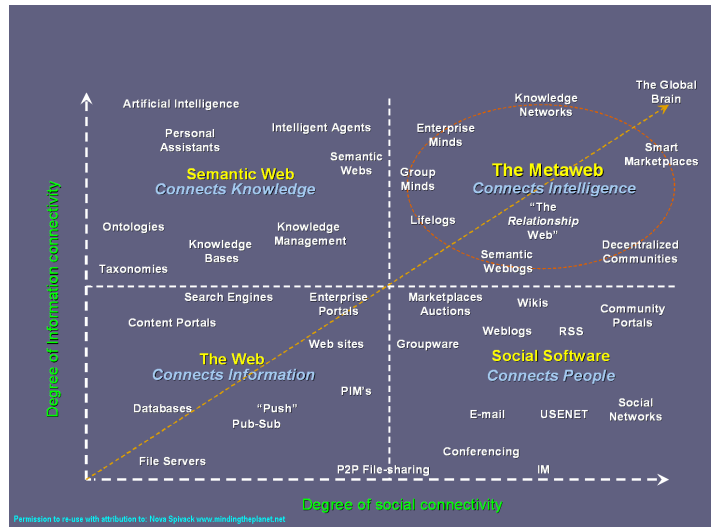 The Global
Brain
Artificial Intelligence
Knowledge
Networks
Personal
Assistants
Intelligent Agents
Enterprise
Minds
Semantic
Webs
Smart
Marketplaces
Semantic Web
Connects Knowledge
Group
Minds
The Metaweb
Connects Intelligence
Lifelogs
"The
Relationship
Web"
Ontologies
Knowledge
Bases
Knowledge
Management
Taxonomies
Semantic
Weblogs
Decentralized
Communities
Degree of Information connectivity
Search Engines
Enterprise
Portals
Content Portals
Web sites
The Web
Connects Information
PIM's
Databases
"Push"
Pub-Sub
File Servers
P2P File-sharing
Marketplaces
Auctions
Wikis
Community
Portals
Weblogs
RSS
Groupware
Social Software
Connects People
E-mail
USENET
Social
Networks
Conferencing
IM
Degree of social connectivity
Permission to re-use with attribution to: Nova Spivack www.mindingtheplanet.net